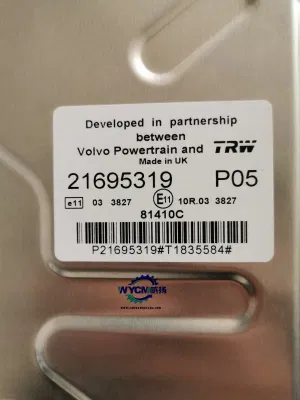 Developed in partnership
between
Volvo Powertrain and TRW
Made in UK
21695319 P05
e11 03 3827 E11 10R.03 3827
81410C
P21695319#T1835584#
WYCM